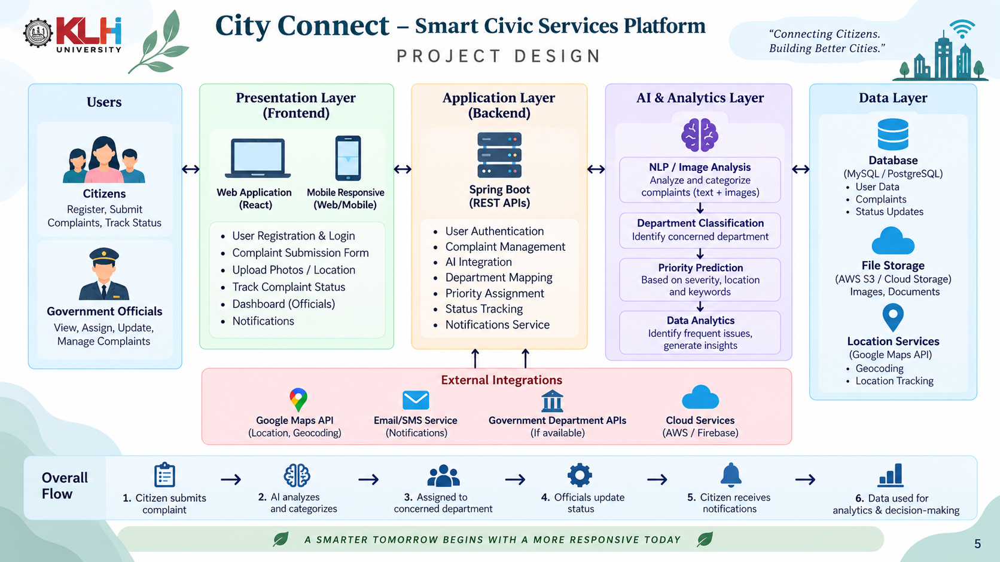 KLH
UNIVERSITY
City Connect – Smart Civic Services Platform
PROJECT DESIGN
“Connecting Citizens.
Building Better Cities.”
Users
Citizens
Register, Submit
Complaints, Track Status
Government Officials
View, Assign, Update,
Manage Complaints
Presentation Layer
(Frontend)
Web Application
(React)
Mobile Responsive
(Web/Mobile)
• User Registration & Login
• Complaint Submission Form
• Upload Photos / Location
• Track Complaint Status
• Dashboard (Officials)
• Notifications
Application Layer
(Backend)
Spring Boot
(REST APIs)
• User Authentication
• Complaint Management
• AI Integration
• Department Mapping
• Priority Assignment
• Status Tracking
• Notifications Service
AI & Analytics Layer
NLP / Image Analysis
Analyze and categorize
complaints (text + images)
Department Classification
Identify concerned department
Priority Prediction
Based on severity, location
and keywords
Data Analytics
Identify frequent issues,
generate insights
Data Layer
Database
(MySQL / PostgreSQL)
• User Data
• Complaints
• Status Updates
File Storage
(AWS S3 / Cloud Storage)
Images, Documents
Location Services
(Google Maps API)
• Geocoding
• Location Tracking
External Integrations
Google Maps API
(Location, Geocoding)
Email/SMS Service
(Notifications)
Government Department APIs
(If available)
Cloud Services
(AWS / Firebase)
Overall
Flow
1. Citizen submits
complaint
2. AI analyzes
and categorizes
3. Assigned to
concerned department
4. Officials update
status
5. Citizen receives
notifications
6. Data used for
analytics & decision-making
A SMARTER TOMORROW BEGINS WITH A MORE RESPONSIVE TODAY
5